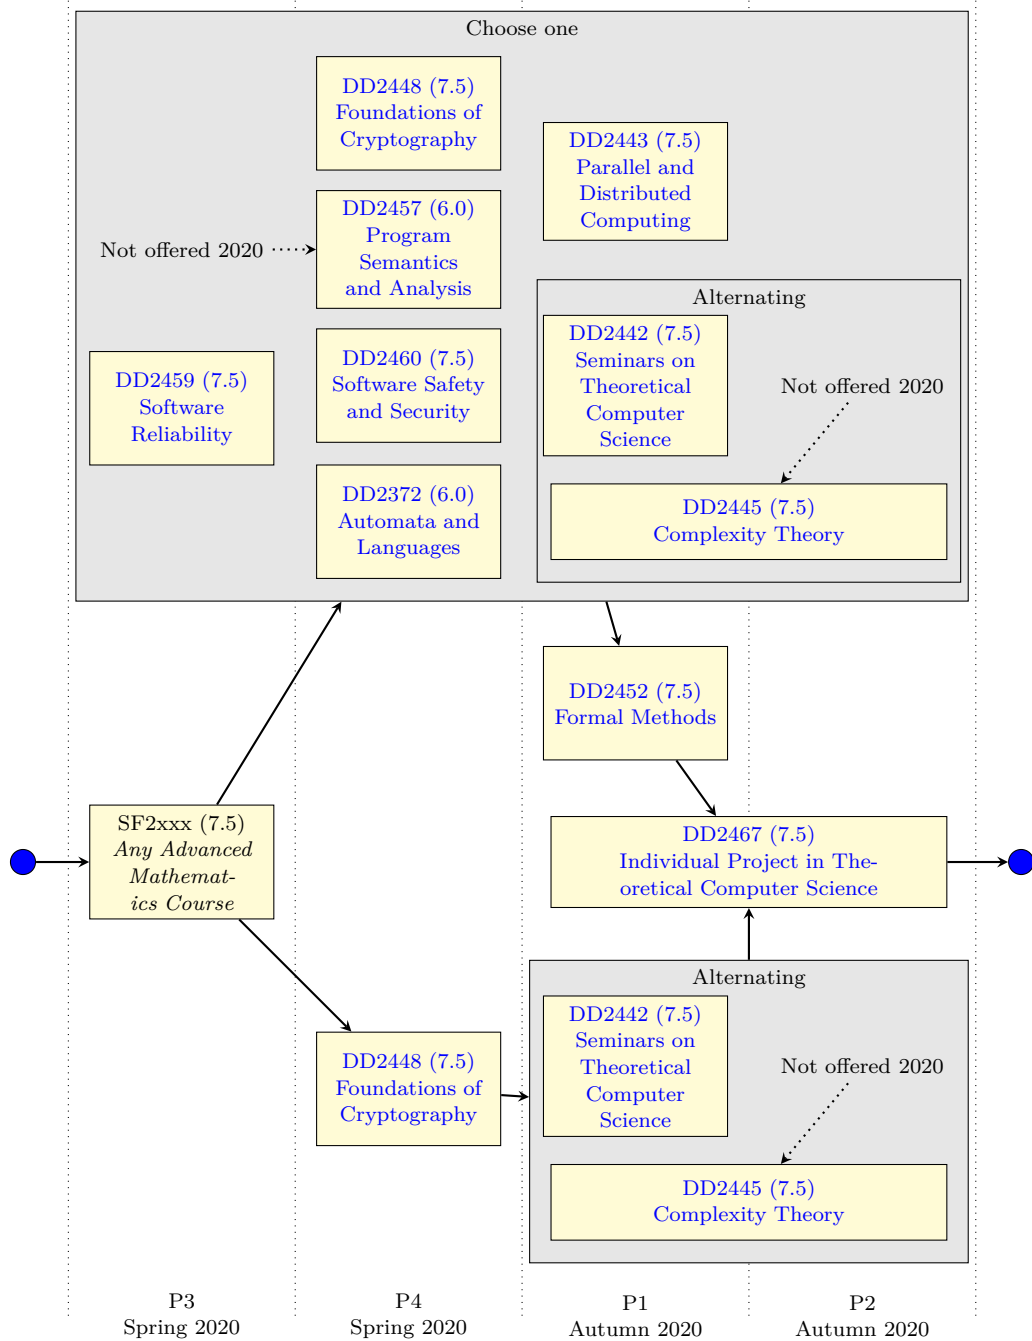 Choose one
DD2448 (7.5)
Foundations of
Cryptography
DD2443 (7.5)
Parallel and
Distributed
Computing
DD2457 (6.0)
Program
Semantics
and Analysis
Not offered 2020
Alternating
DD2442 (7.5)
Seminars on
Theoretical
Computer
Science
Not offered 2020
DD2460 (7.5)
Software Safety
and Security
DD2459 (7.5)
Software
Reliability
DD2372 (6.0)
Automata and
Languages
DD2445 (7.5)
Complexity Theory
DD2452 (7.5)
Formal Methods
SF2xxx (7.5)
Any Advanced
Mathemat-
ics Course
DD2467 (7.5)
Individual Project in The-
oretical Computer Science
Alternating
DD2442 (7.5)
Seminars on
Theoretical
Computer
Science
Not offered 2020
DD2448 (7.5)
Foundations of
Cryptography
DD2445 (7.5)
Complexity Theory
P3
Spring 2020
P4
Spring 2020
P1
Autumn 2020
P2
Autumn 2020